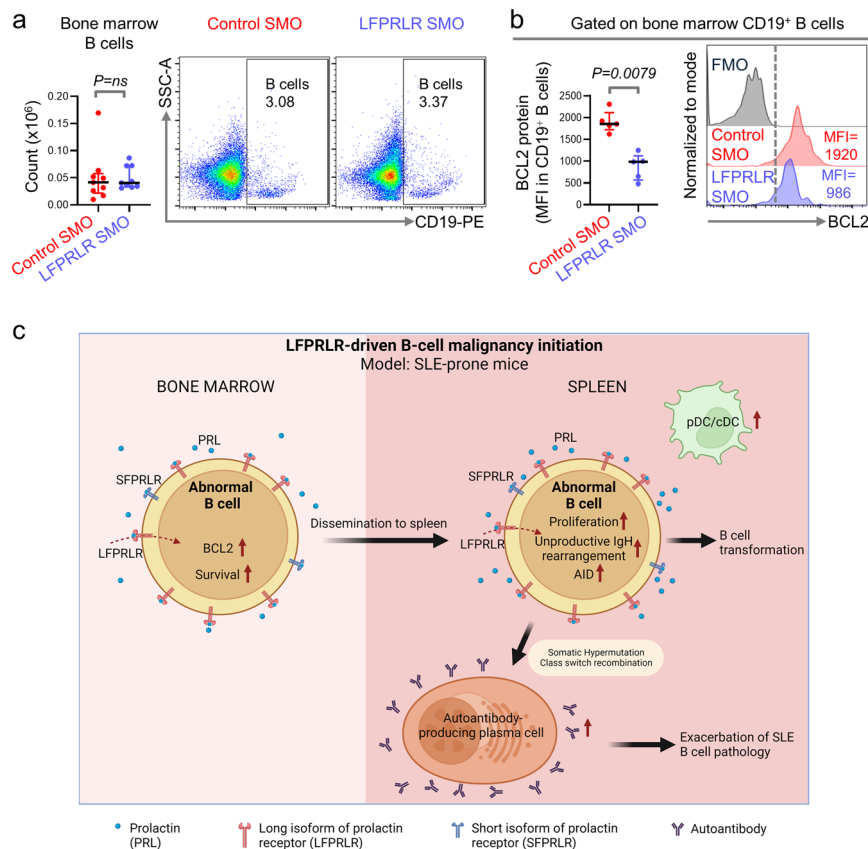 a
Bone marrow
B cells
Control SMO
LFPRLR SMO
P=ns
Count (x10⁶)
0.20
0.15
0.10
0.05
0.00
Control SMO
LFPRLR SMO
SSC-A
B cells
3.08
B cells
3.37
CD19-PE
b
Gated on bone marrow CD19⁺ B cells
P=0.0079
BCL2 protein
(MFI in CD19⁺ B cells)
2500
2000
1500
1000
500
0
Control SMO
LFPRLR SMO
Normalized to mode
FMO
Control
SMO
MFI=
1920
LFPRLR
SMO
MFI=
986
BCL2
c
LFPRLR-driven B-cell malignancy initiation
Model: SLE-prone mice
BONE MARROW
SPLEEN
pDC/cDC
PRL
SFPRLR
Abnormal
B cell
BCL2
Survival
LFPRLR
Dissemination to spleen
PRL
SFPRLR
Abnormal
B cell
Proliferation
Unproductive IgH
rearrangement
AID
LFPRLR
B cell
transformation
Somatic Hypermutation
Class switch recombination
Autoantibody-
producing plasma cell
Exacerbation of SLE
B cell pathology
Prolactin
(PRL)
Long isoform of prolactin
receptor (LFPRLR)
Short isoform of prolactin
receptor (SFPRLR)
Autoantibody